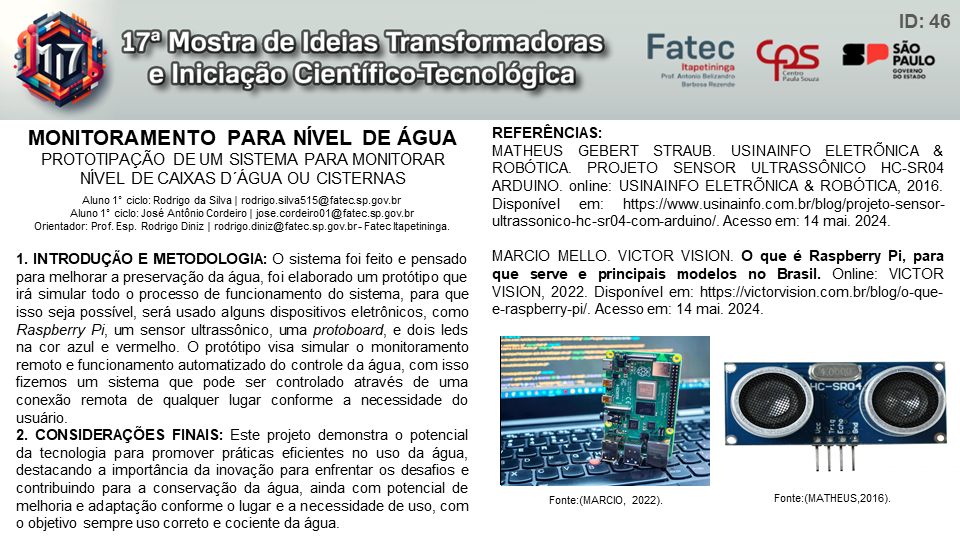 ID: 46
M17
17ª Mostra de Ideias Transformadoras
e Iniciação Científico-Tecnológica
Fatec
Itapetininga
Prof. Antonio Belizandro
Barbosa Rezende
CPS
Centro
Paula Souza
SP
SÃO PAULO
GOVERNO
DO ESTADO
MONITORAMENTO PARA NÍVEL DE ÁGUA
PROTOTIPAÇÃO DE UM SISTEMA PARA MONITORAR
NÍVEL DE CAIXAS D´ÁGUA OU CISTERNAS
Aluno 1° ciclo: Rodrigo da Silva | rodrigo.silva515@fatec.sp.gov.br
Aluno 1° ciclo: José Antônio Cordeiro | jose.cordeiro01@fatec.sp.gov.br
Orientador: Prof. Esp. Rodrigo Diniz | rodrigo.diniz@fatec.sp.gov.br - Fatec Itapetininga.
1. INTRODUÇÃO E METODOLOGIA: O sistema foi feito e pensado
para melhorar a preservação da água, foi elaborado um protótipo que
irá simular todo o processo de funcionamento do sistema, para que
isso seja possível, será usado alguns dispositivos eletrônicos, como
Raspberry Pi, um sensor ultrassônico, uma protoboard, e dois leds
na cor azul e vermelho. O protótipo visa simular o monitoramento
remoto e funcionamento automatizado do controle da água, com isso
fizemos um sistema que pode ser controlado através de uma
conexão remota de qualquer lugar conforme a necessidade do
usuário.
2. CONSIDERAÇÕES FINAIS: Este projeto demonstra o potencial
da tecnologia para promover práticas eficientes no uso da água,
destacando a importância da inovação para enfrentar os desafios e
contribuindo para a conservação da água, ainda com potencial de
melhoria e adaptação conforme o lugar e a necessidade de uso, com
o objetivo sempre uso correto e cociente da água.
REFERÊNCIAS:
MATHEUS GEBERT STRAUB. USINAINFO ELETRÕNICA &
ROBÓTICA. PROJETO SENSOR ULTRASSÔNICO HC-SR04
ARDUINO. online: USINAINFO ELETRÕNICA & ROBÓTICA, 2016.
Disponível em: https://www.usinainfo.com.br/blog/projeto-sensor-
ultrassonico-hc-sr04-com-arduino/. Acesso em: 14 mai. 2024.
MARCIO MELLO. VICTOR VISION. O que é Raspberry Pi, para
que serve e principais modelos no Brasil. Online: VICTOR
VISION, 2022. Disponível em: https://victorvision.com.br/blog/o-que-
e-raspberry-pi/. Acesso em: 14 mai. 2024.
HC-SR04
Vcc
Trig
Echo
Gnd
Fonte:(MARCIO, 2022).
Fonte:(MATHEUS,2016).